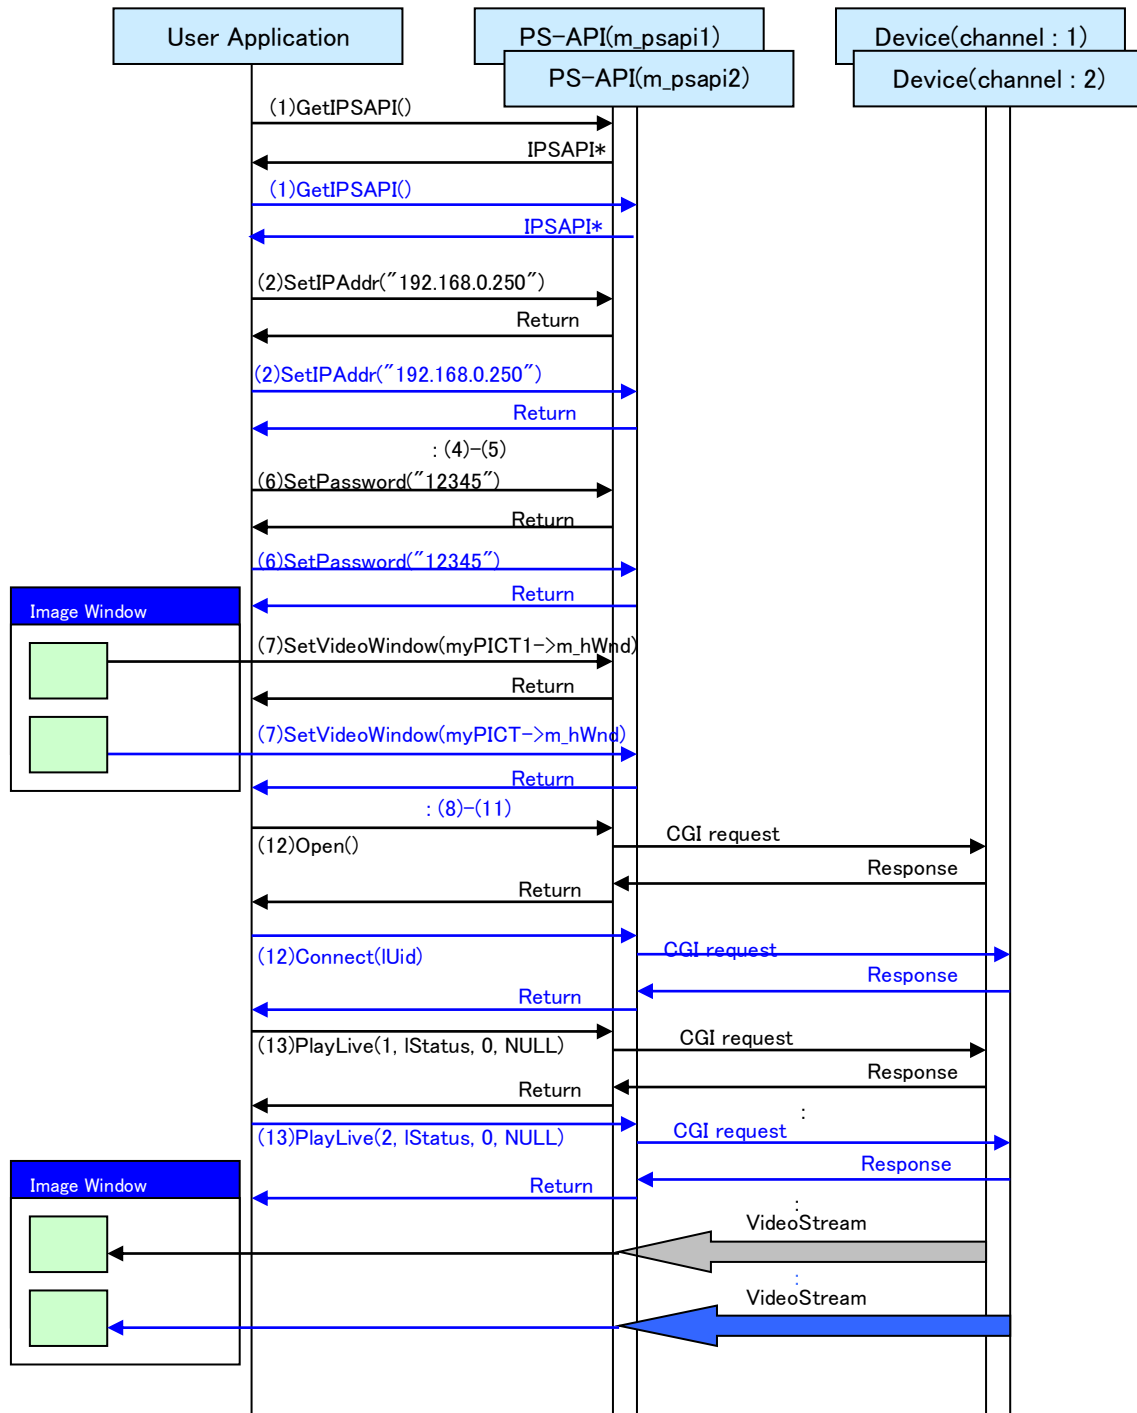 User Application
PS-API(m_psapi1)
Device(channel : 1)
PS-API(m_psapi2)
Device(channel : 2)
(1)GetIPSAPI()
IPSAPI*
(1)GetIPSAPI()
IPSAPI*
(2)SetIPAddr("192.168.0.250")
Return
(2)SetIPAddr("192.168.0.250")
Return
: (4)-(5)
(6)SetPassword("12345")
Return
(6)SetPassword("12345")
Return
Image Window
(7)SetVideoWindow(myPICT1->m_hWnd)
Return
(7)SetVideoWindow(myPICT->m_hWnd)
Return
: (8)-(11)
CGI request
(12)Open()
Response
Return
CGI request
(12)Connect(lUid)
Response
Return
CGI request
(13)PlayLive(1, lStatus, 0, NULL)
Response
Return
:
CGI request
(13)PlayLive(2, lStatus, 0, NULL)
Response
Return
Image Window
:
VideoStream
:
VideoStream